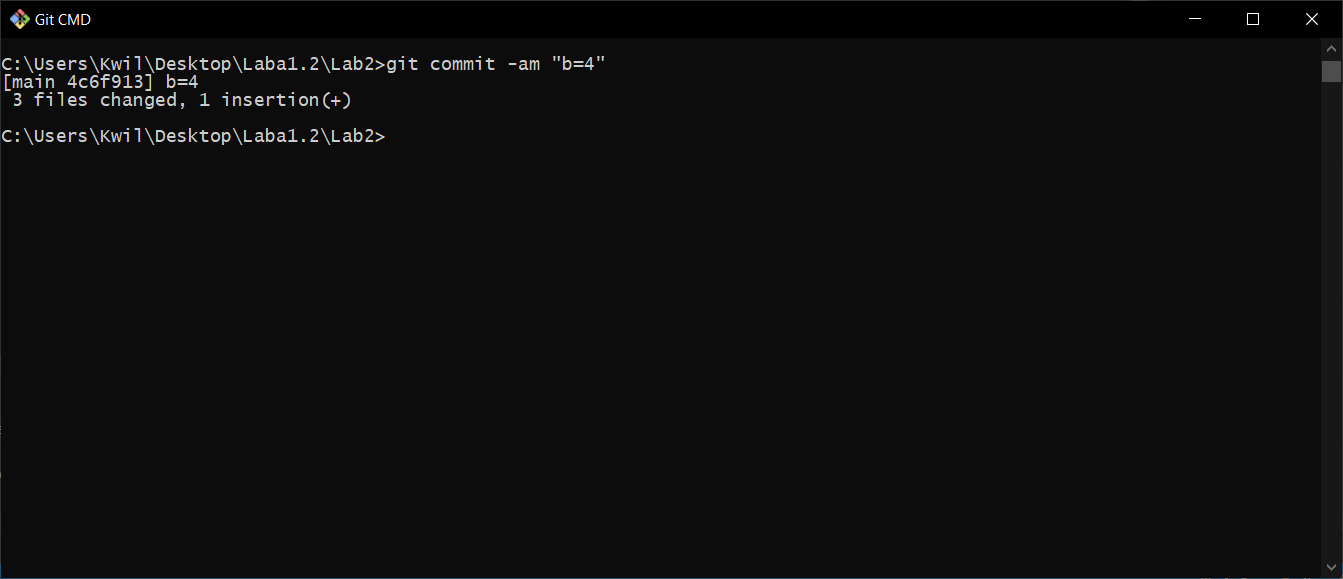 Git CMD
C:\Users\Kwil\Desktop\Laba1.2\Lab2>git commit -am "b=4"
[main 4c6f913] b=4
 3 files changed, 1 insertion(+)
C:\Users\Kwil\Desktop\Laba1.2\Lab2>